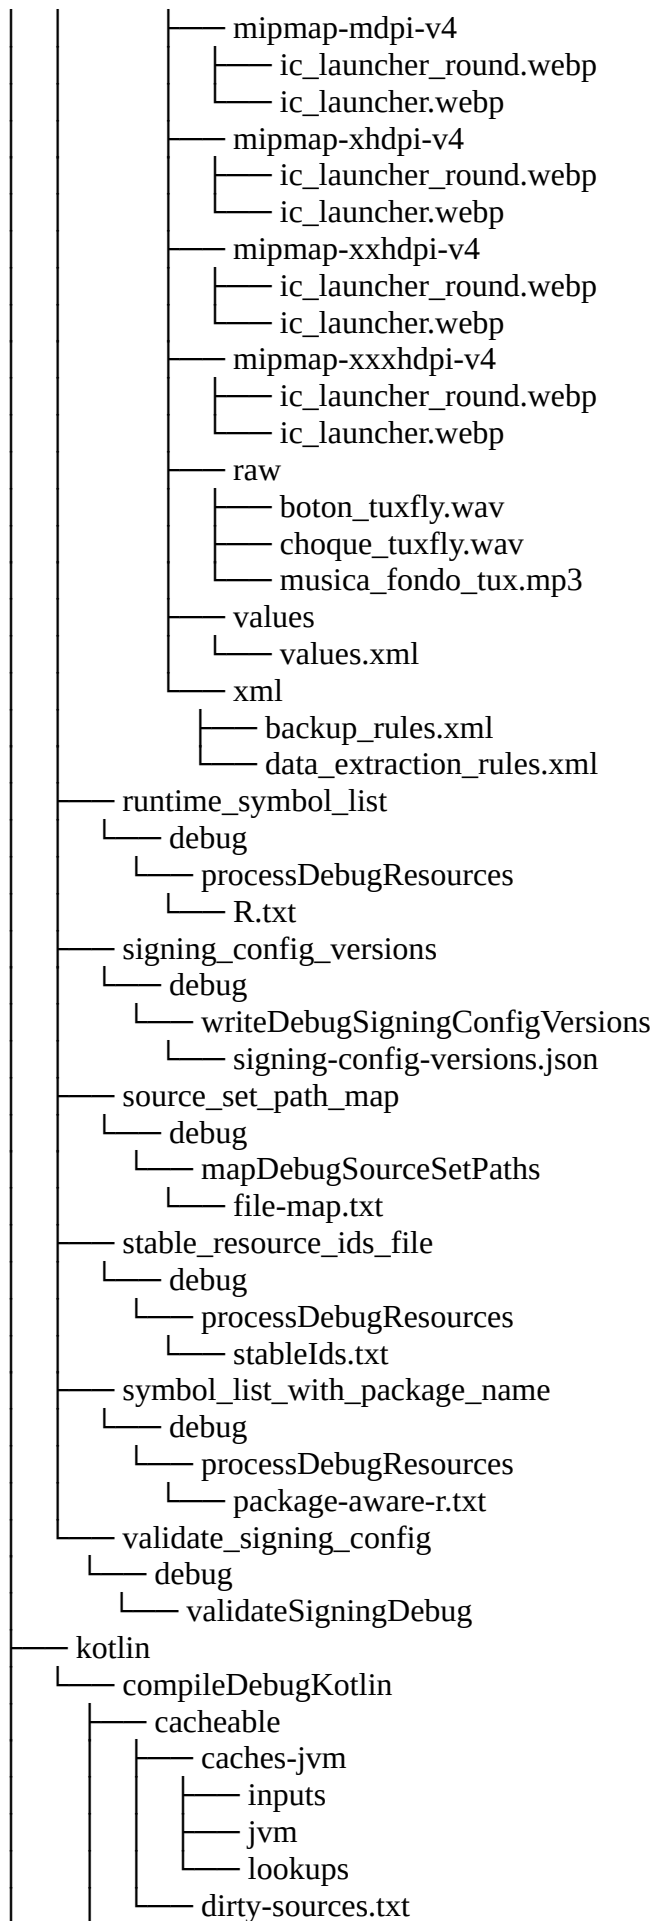 mipmap-mdpi-v4
ic_launcher_round.webp
ic_launcher.webp
mipmap-xhdpi-v4
ic_launcher_round.webp
ic_launcher.webp
mipmap-xxhdpi-v4
ic_launcher_round.webp
ic_launcher.webp
mipmap-xxxhdpi-v4
ic_launcher_round.webp
ic_launcher.webp
raw
boton_tuxfly.wav
choque_tuxfly.wav
musica_fondo_tux.mp3
values
values.xml
xml
backup_rules.xml
data_extraction_rules.xml
runtime_symbol_list
debug
processDebugResources
R.txt
signing_config_versions
debug
writeDebugSigningConfigVersions
signing-config-versions.json
source_set_path_map
debug
mapDebugSourceSetPaths
file-map.txt
stable_resource_ids_file
debug
processDebugResources
stableIds.txt
symbol_list_with_package_name
debug
processDebugResources
package-aware-r.txt
validate_signing_config
debug
validateSigningDebug
kotlin
compileDebugKotlin
cacheable
caches-jvm
inputs
jvm
lookups
dirty-sources.txt